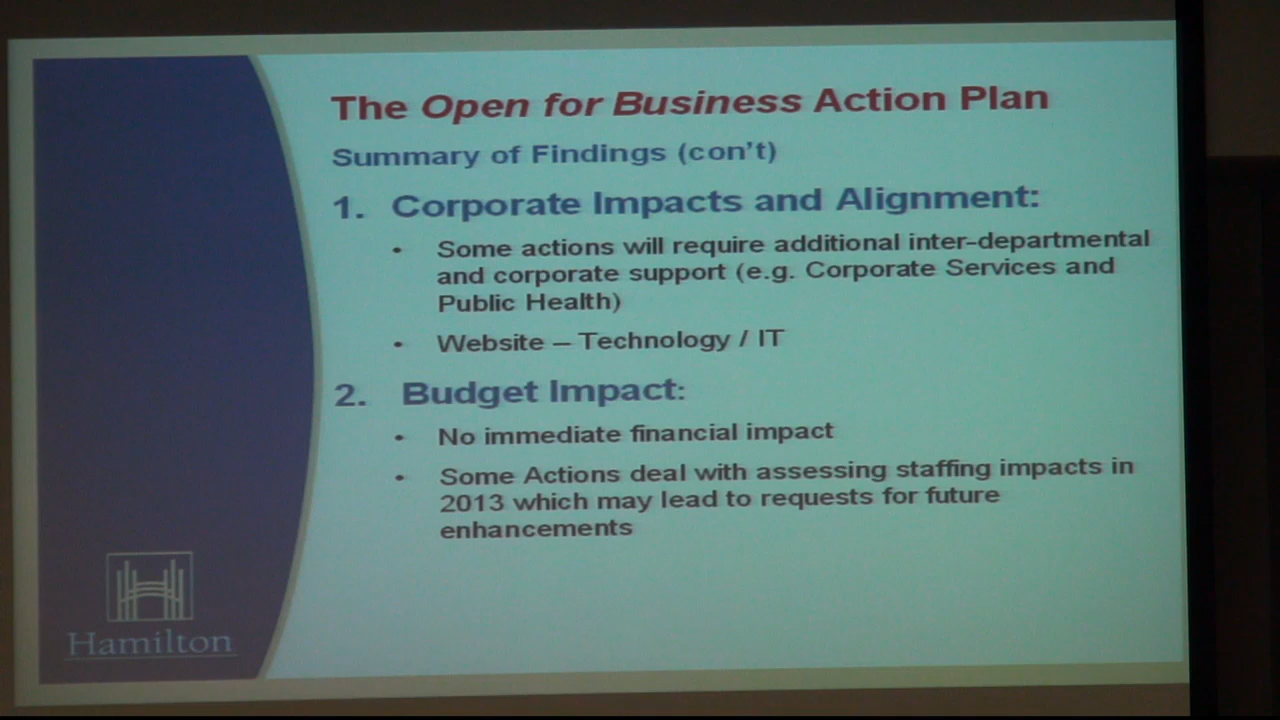 The Open for Business Action Plan
Summary of Findings (con't)
1. Corporate Impacts and Alignment:
• Some actions will require additional inter-departmental
and corporate support (e.g. Corporate Services and
Public Health)
• Website – Technology / IT
2. Budget Impact:
• No immediate financial impact
• Some Actions deal with assessing staffing impacts in
2013 which may lead to requests for future
enhancements
Hamilton